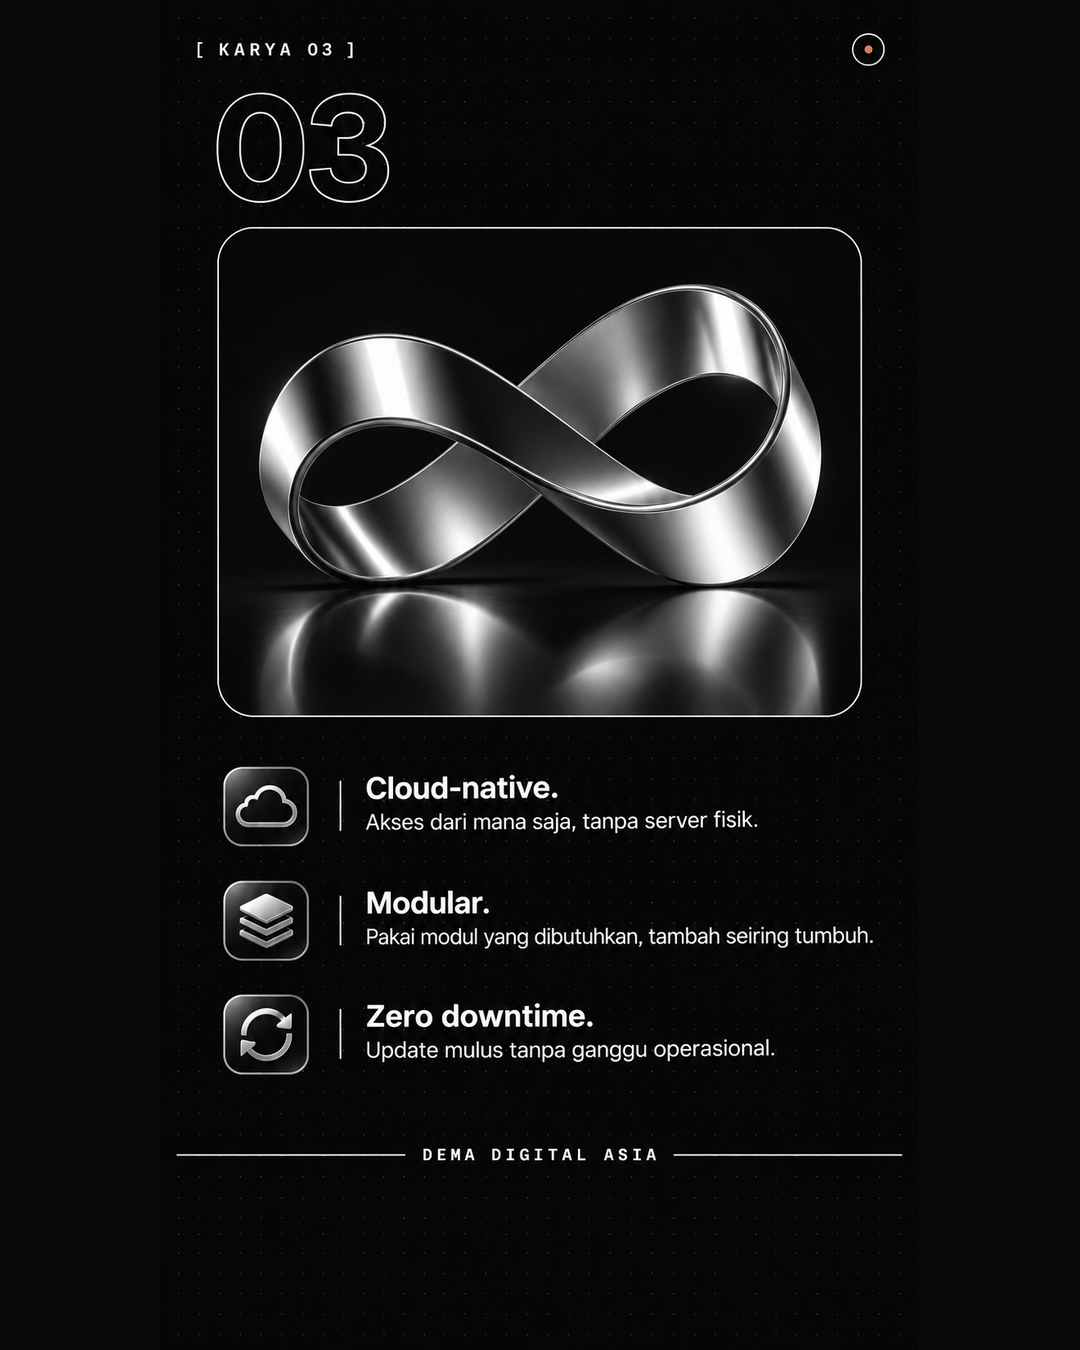 [ KARYA 03 ]
03
Cloud-native.
Akses dari mana saja, tanpa server fisik.
Modular.
Pakai modul yang dibutuhkan, tambah seiring tumbuh.
Zero downtime.
Update mulus tanpa ganggu operasional.
DEMA DIGITAL ASIA